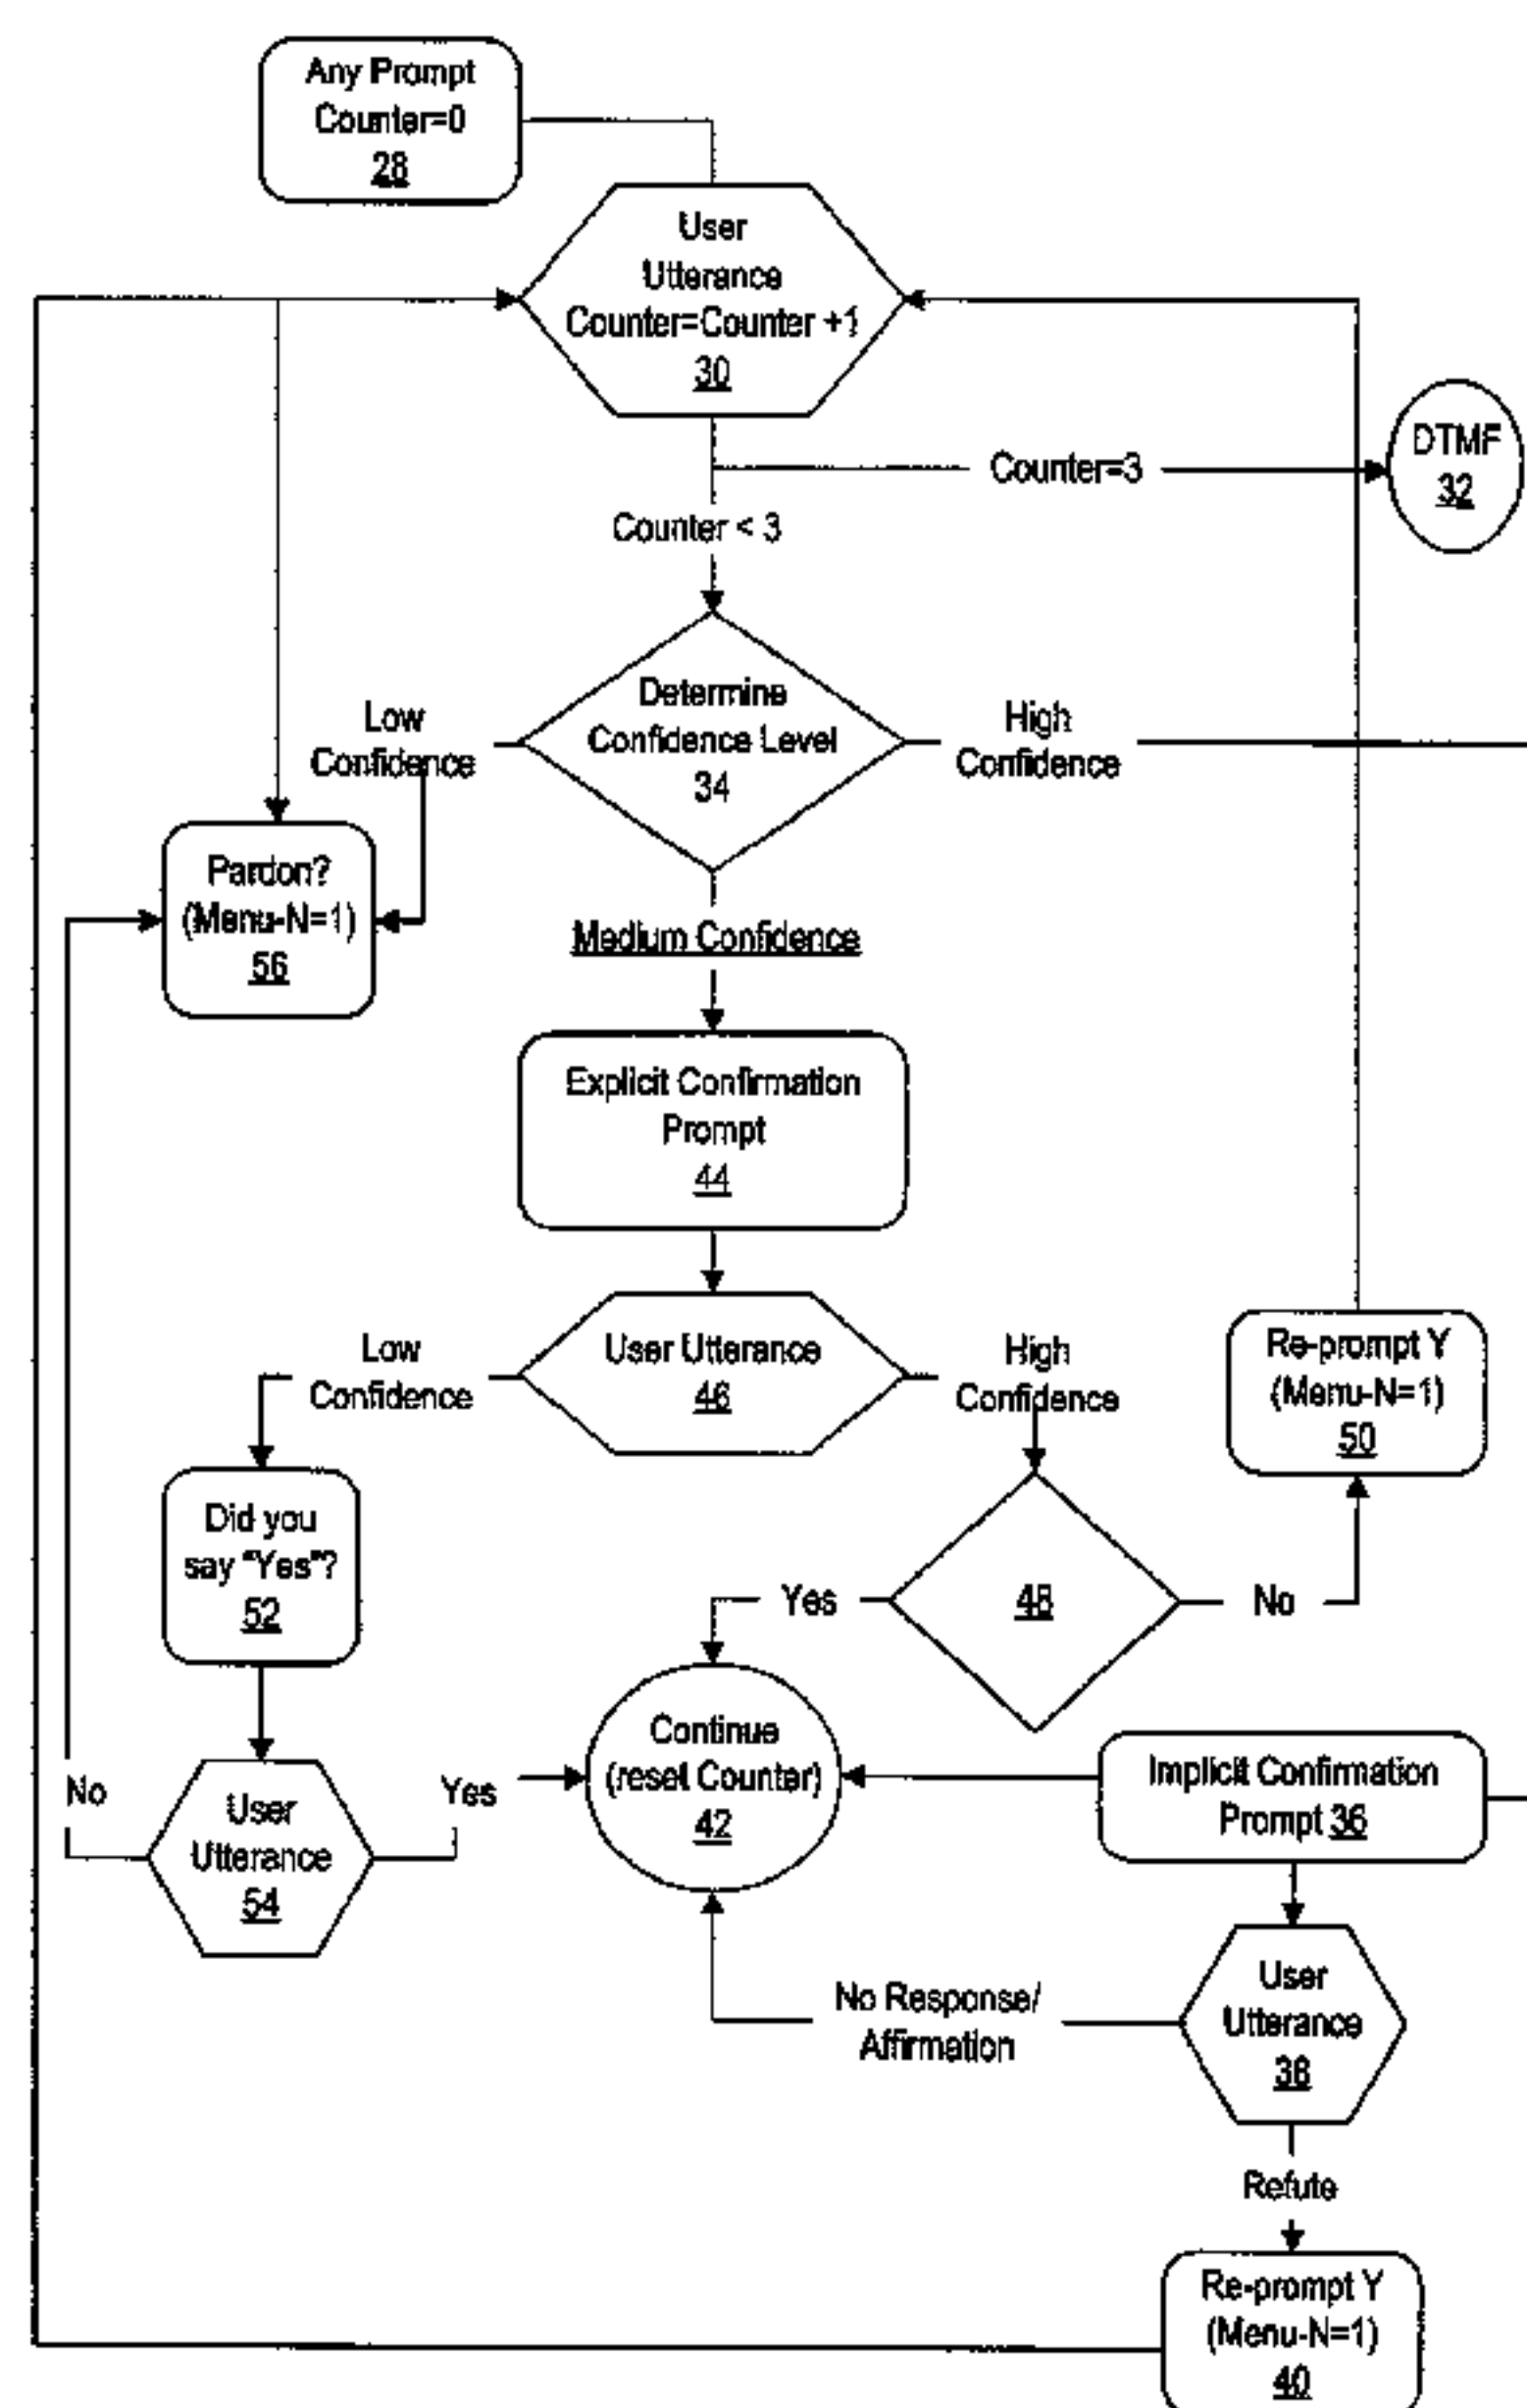 Any Prompt
Counter=0
28
User
Utterance
Counter=Counter +1
30
DTMF
32
Counter=3
Counter < 3
Determine
Confidence Level
34
Low
Confidence
High
Confidence
Pardon?
(Menu-N=1)
56
Medium Confidence
Explicit Confirmation
Prompt
44
User Utterance
46
Low
Confidence
High
Confidence
Re-prompt Y
(Menu-N=1)
50
Did you
say "Yes"?
52
Yes
48
No
Continue
(reset Counter)
42
Implicit Confirmation
Prompt 36
No
User
Utterance
54
Yes
No Response/
Affirmation
User
Utterance
38
Refute
Re-prompt Y
(Menu-N=1)
40